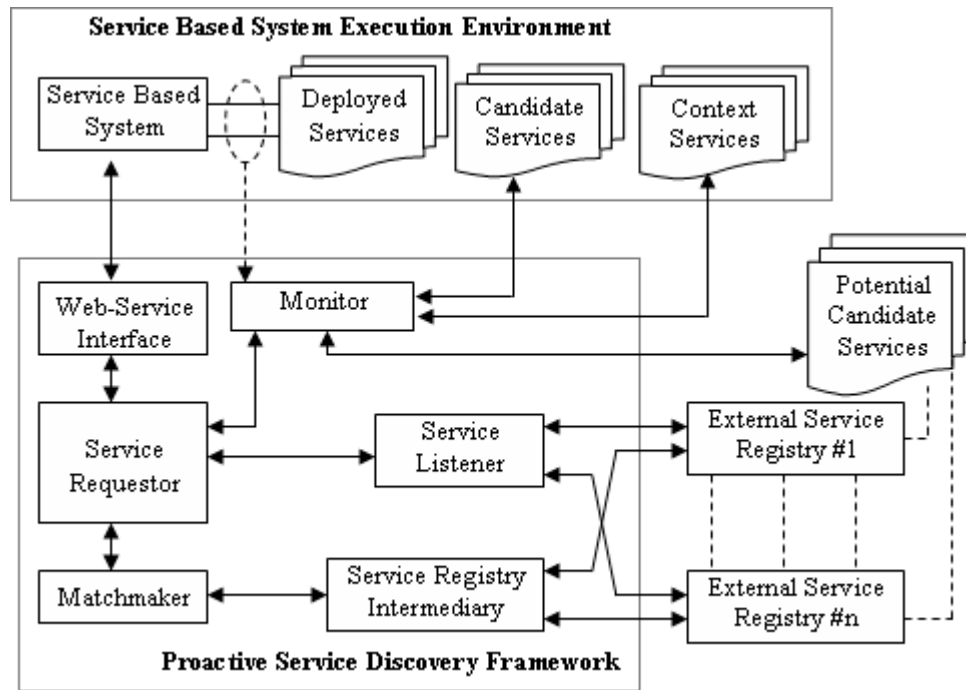 Service Based System Execution Environment
Service Based
System
Deployed
Services
Candidate
Services
Context
Services
Web-Service
Interface
Monitor
Potential
Candidate
Services
Service
Requestor
Service
Listener
External Service
Registry #1
Matchmaker
Service Registry
Intermediary
External Service
Registry #n
Proactive Service Discovery Framework